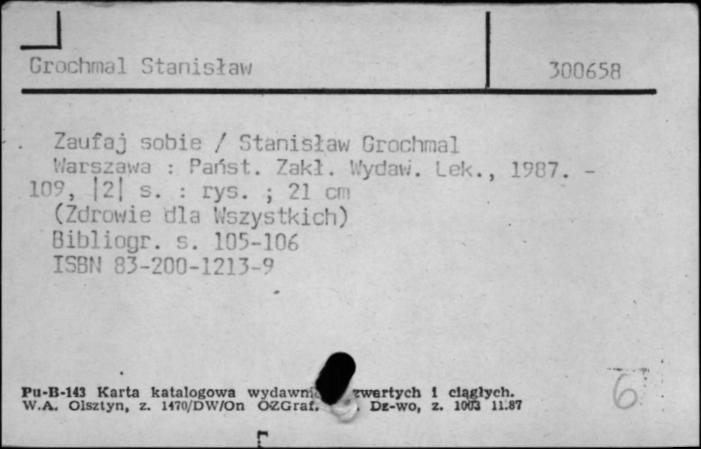 Grochmal Stanisław 300658
Zaufaj sobie / Stanisław Grochmal
Warszawa : Państ. Zakł. Wydaw. Lek., 1987. -
109, |2| s. : rys. ; 21 cm
(Zdrowie dla Wszystkich)
Bibliogr. s. 105-106
ISBN 83-200-1213-9
Pu-B-143 Karta katalogowa wydawni zwartych i ciągłych.
W.A. Olsztyn, z. 1470/DW/On OZGraf. Dz-wo, z. 1003 11.87
6